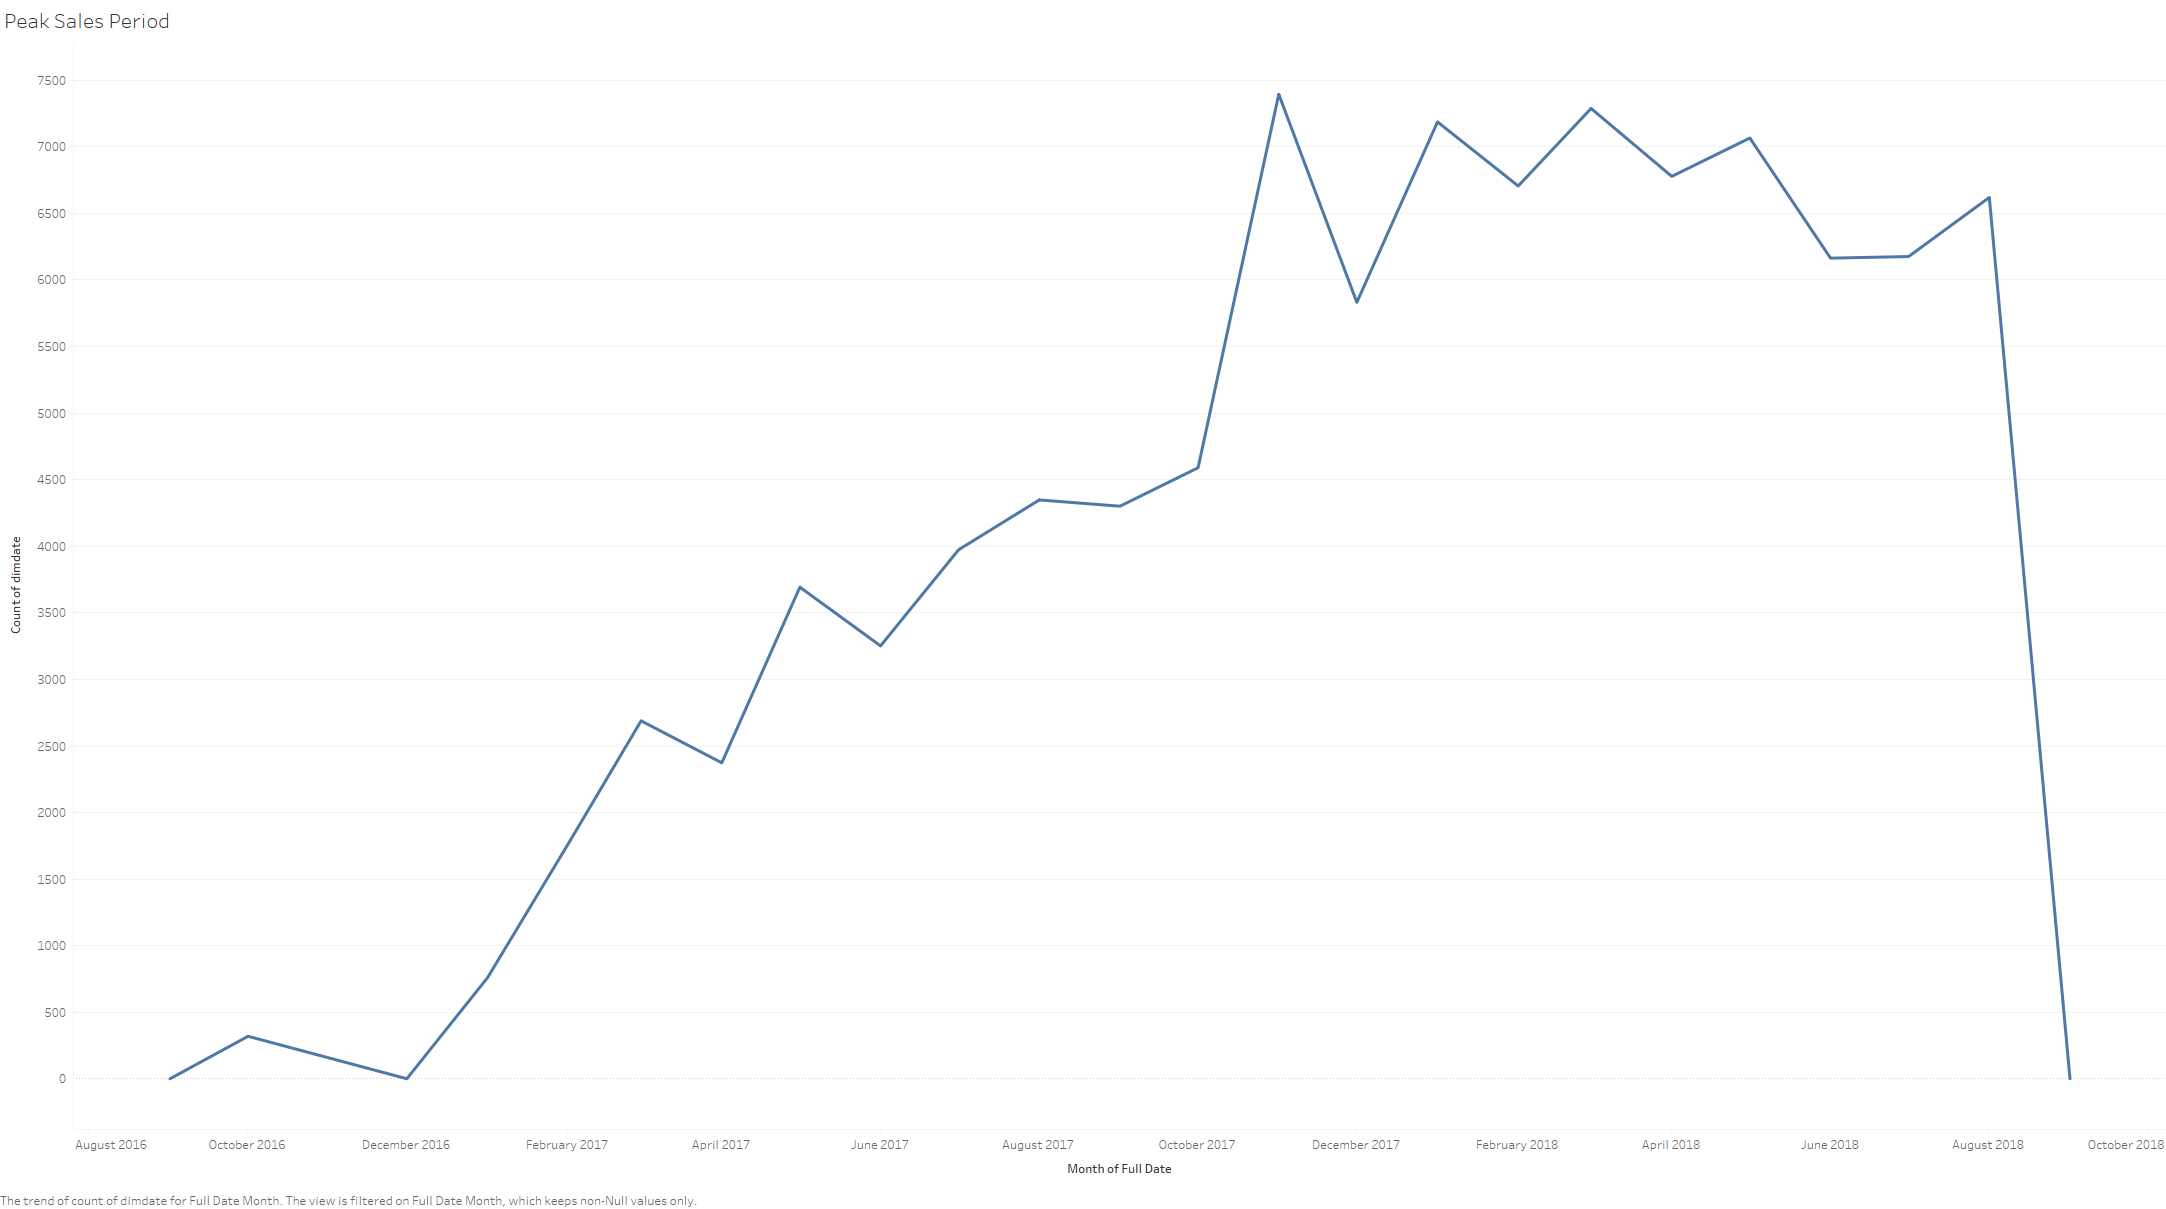 Peak Sales Period
7500
7000
6500
6000
5500
5000
4500
4000
3500
3000
2500
2000
1500
1000
500
0
Count of dimdate
August 2016
October 2016
December 2016
February 2017
April 2017
June 2017
August 2017
October 2017
December 2017
February 2018
April 2018
June 2018
August 2018
October 2018
Month of Full Date
The trend of count of dimdate for Full Date Month. The view is filtered on Full Date Month, which keeps non-Null values only.